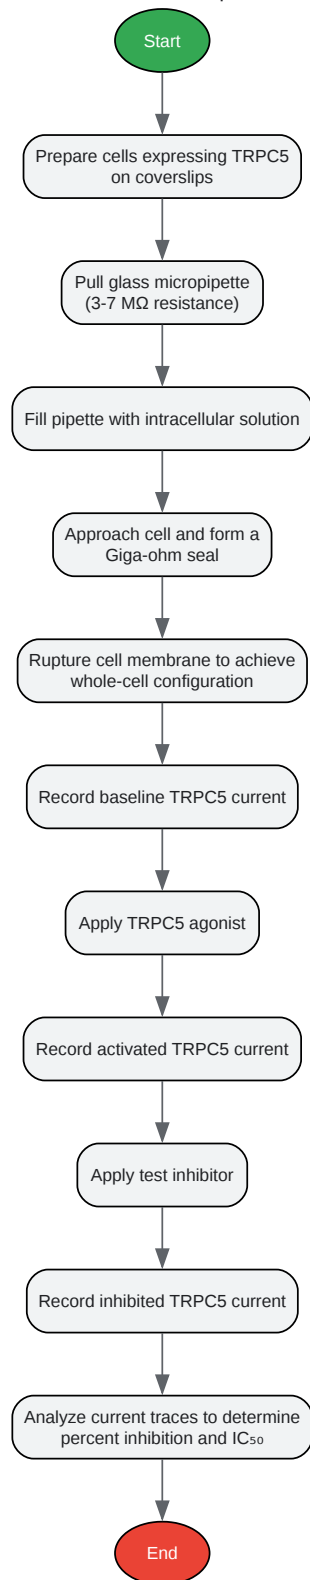 Start
Prepare cells expressing TRPC5
on coverslips
Pull glass micropipette
(3-7 MΩ resistance)
Fill pipette with intracellular solution
Approach cell and form a
Giga-ohm seal
Rupture cell membrane to achieve
whole-cell configuration
Record baseline TRPC5 current
Apply TRPC5 agonist
Record activated TRPC5 current
Apply test inhibitor
Record inhibited TRPC5 current
Analyze current traces to determine
percent inhibition and IC₅₀
End